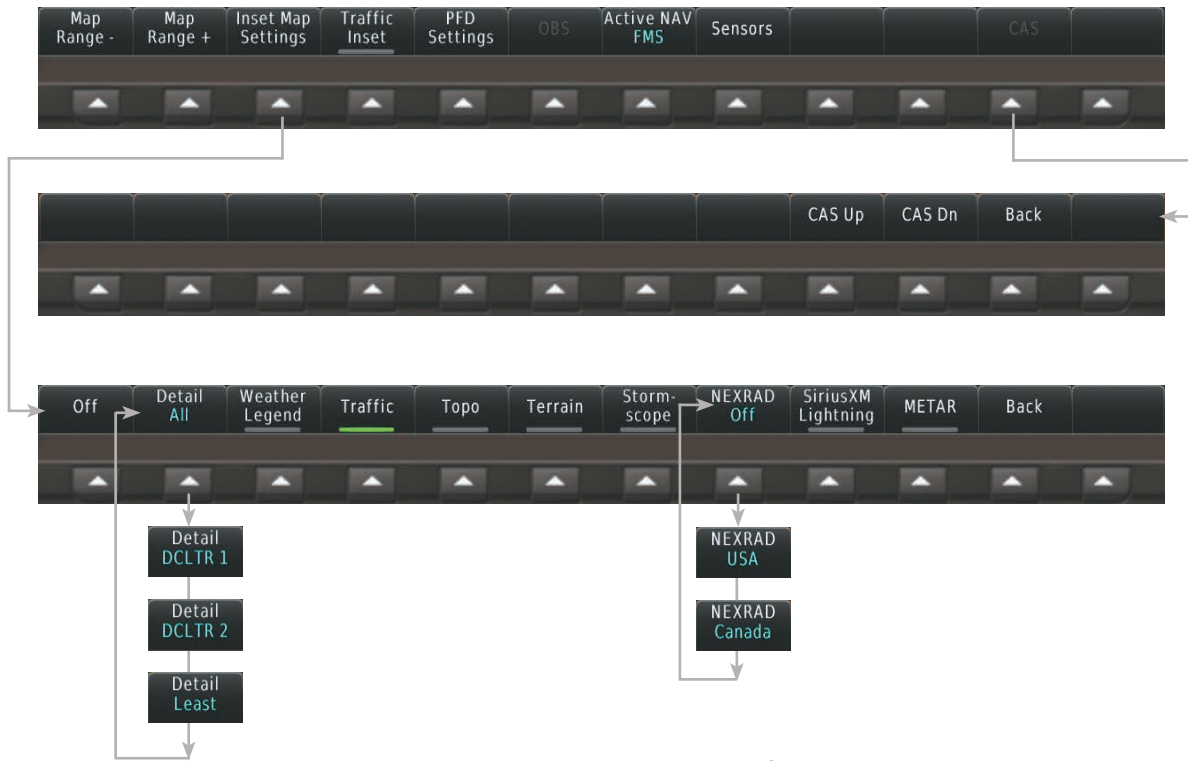 Map Range -
Map Range +
Inset Map Settings
Traffic Inset
PFD Settings
OBS
Active NAV FMS
Sensors
CAS
CAS Up
CAS Dn
Back
Off
Detail All
Weather Legend
Traffic
Topo
Terrain
Storm-scope
NEXRAD Off
SiriusXM Lightning
METAR
Back
Detail
DCLTR 1
NEXRAD
USA
Detail
DCLTR 2
NEXRAD
Canada
Detail
Least